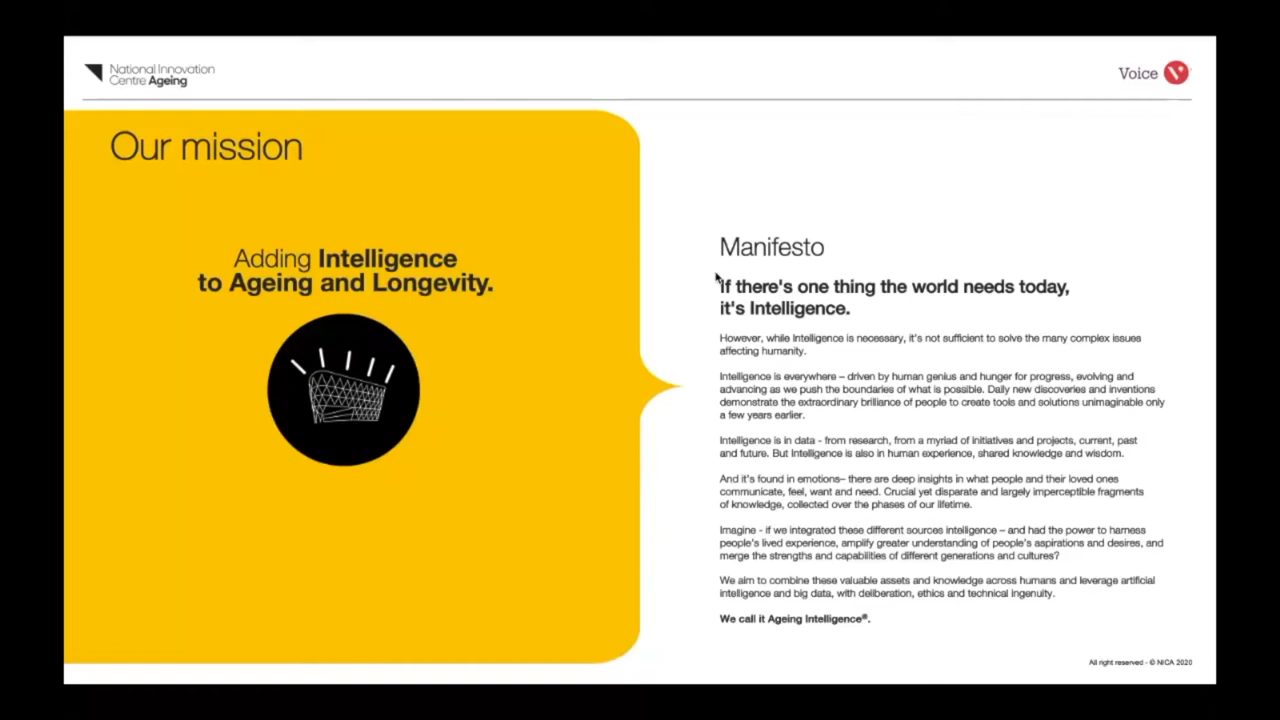 National Innovation
Centre Ageing
Voice
Our mission
Adding Intelligence
to Ageing and Longevity.
Manifesto
If there's one thing the world needs today,
it's Intelligence.
However, while Intelligence is necessary, it's not sufficient to solve the many complex issues
affecting humanity.
Intelligence is everywhere – driven by human genius and hunger for progress, evolving and
advancing as we push the boundaries of what is possible. Daily new discoveries and inventions
demonstrate the extraordinary brilliance of people to create tools and solutions unimaginable only
a few years earlier.
Intelligence is in data - from research, from a myriad of initiatives and projects, current, past
and future. But Intelligence is also in human experience, shared knowledge and wisdom.
And it's found in emotions– there are deep insights in what people and their loved ones
communicate, feel, want and need. Crucial yet disparate and largely imperceptible fragments
of knowledge, collected over the phases of our lifetime.
Imagine - if we integrated these different sources intelligence – and had the power to harness
people's lived experience, amplify greater understanding of people's aspirations and desires, and
merge the strengths and capabilities of different generations and cultures?
We aim to combine these valuable assets and knowledge across humans and leverage artificial
intelligence and big data, with deliberation, ethics and technical ingenuity.
We call it Ageing Intelligence®.
All right reserved - © NICA 2020